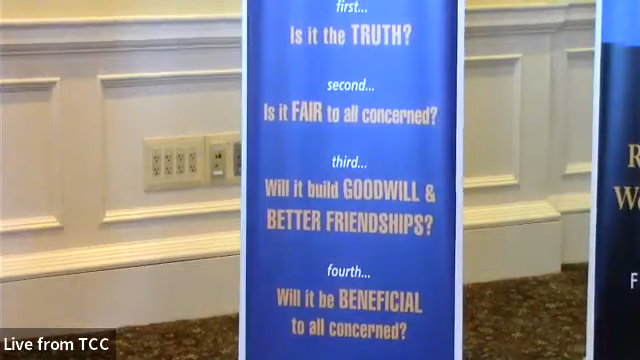 first...
Is it the TRUTH?
second...
Is it FAIR to all concerned?
third...
Will it build GOODWILL &
BETTER FRIENDSHIPS?
fourth...
Will it be BENEFICIAL
to all concerned?
Live from TCC